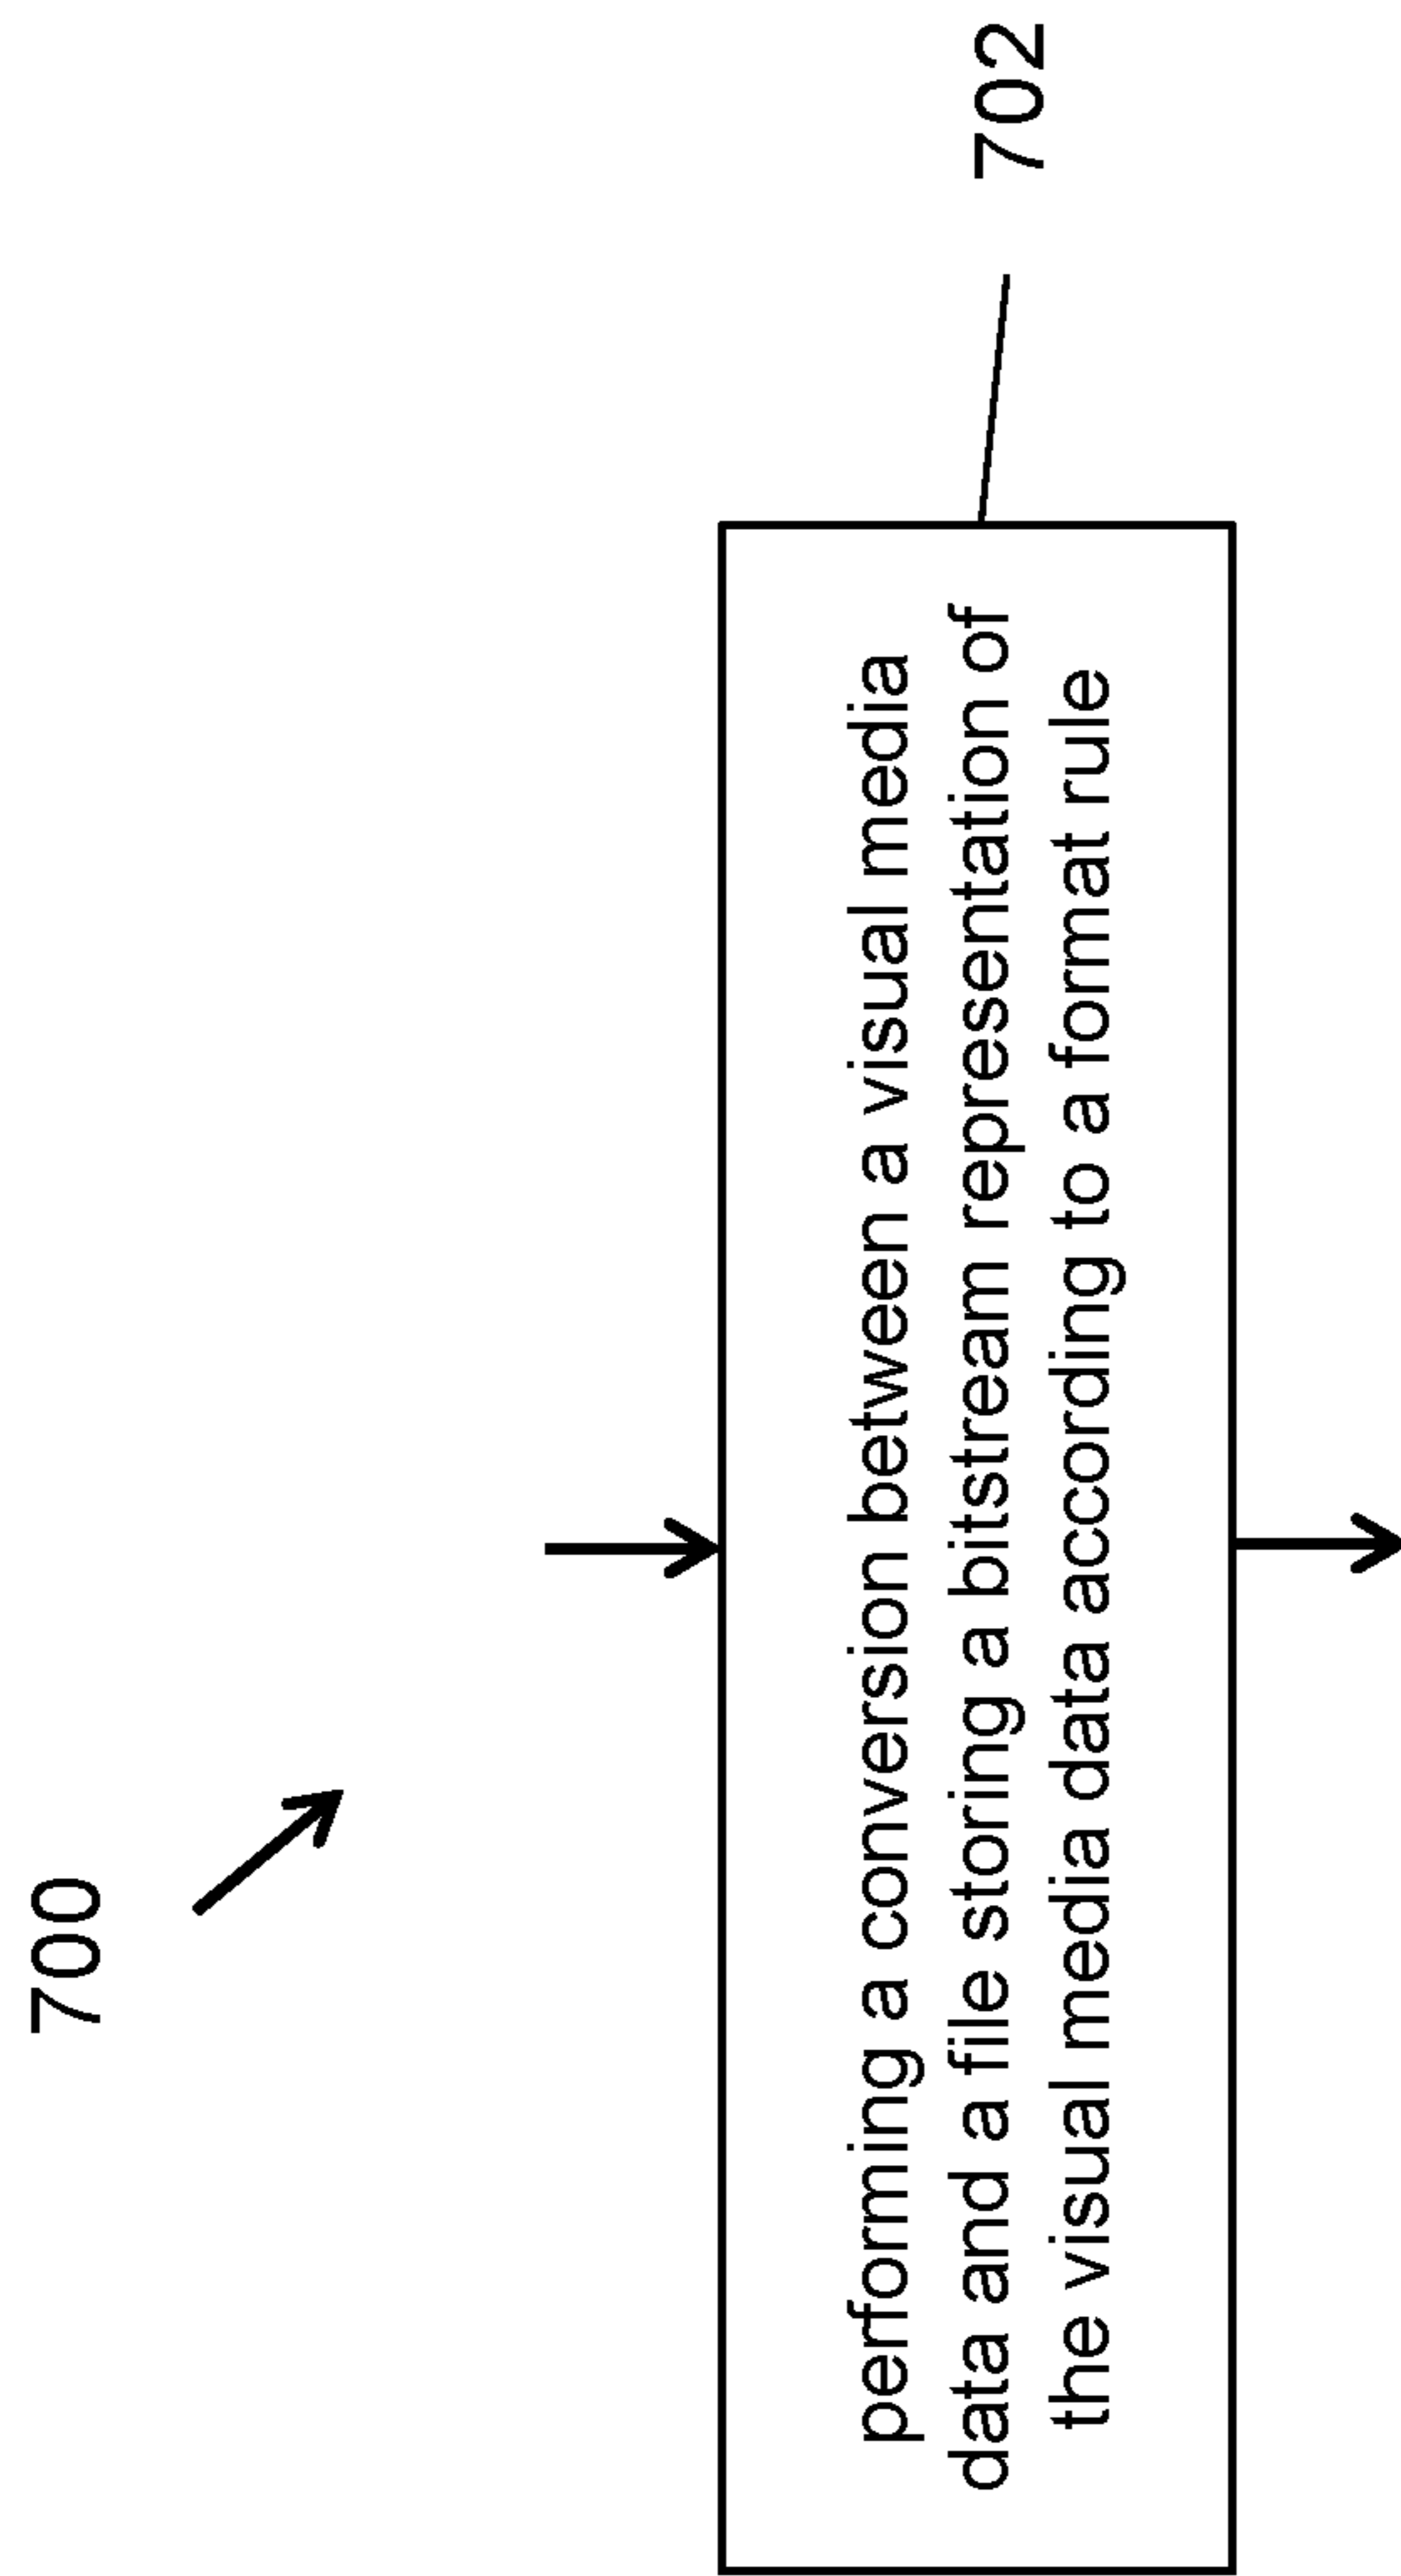 700
performing a conversion between a visual media
data and a file storing a bitstream representation of
the visual media data according to a format rule
702